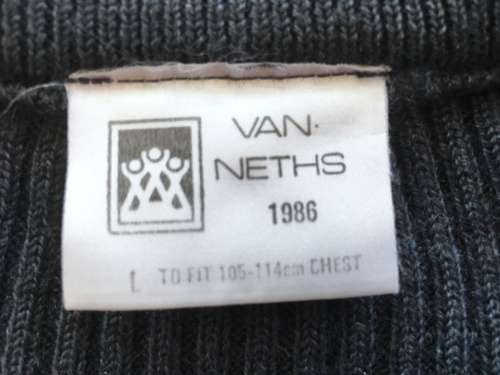 VAN·
NETHS
1986
L TO FIT 105-114cm CHEST